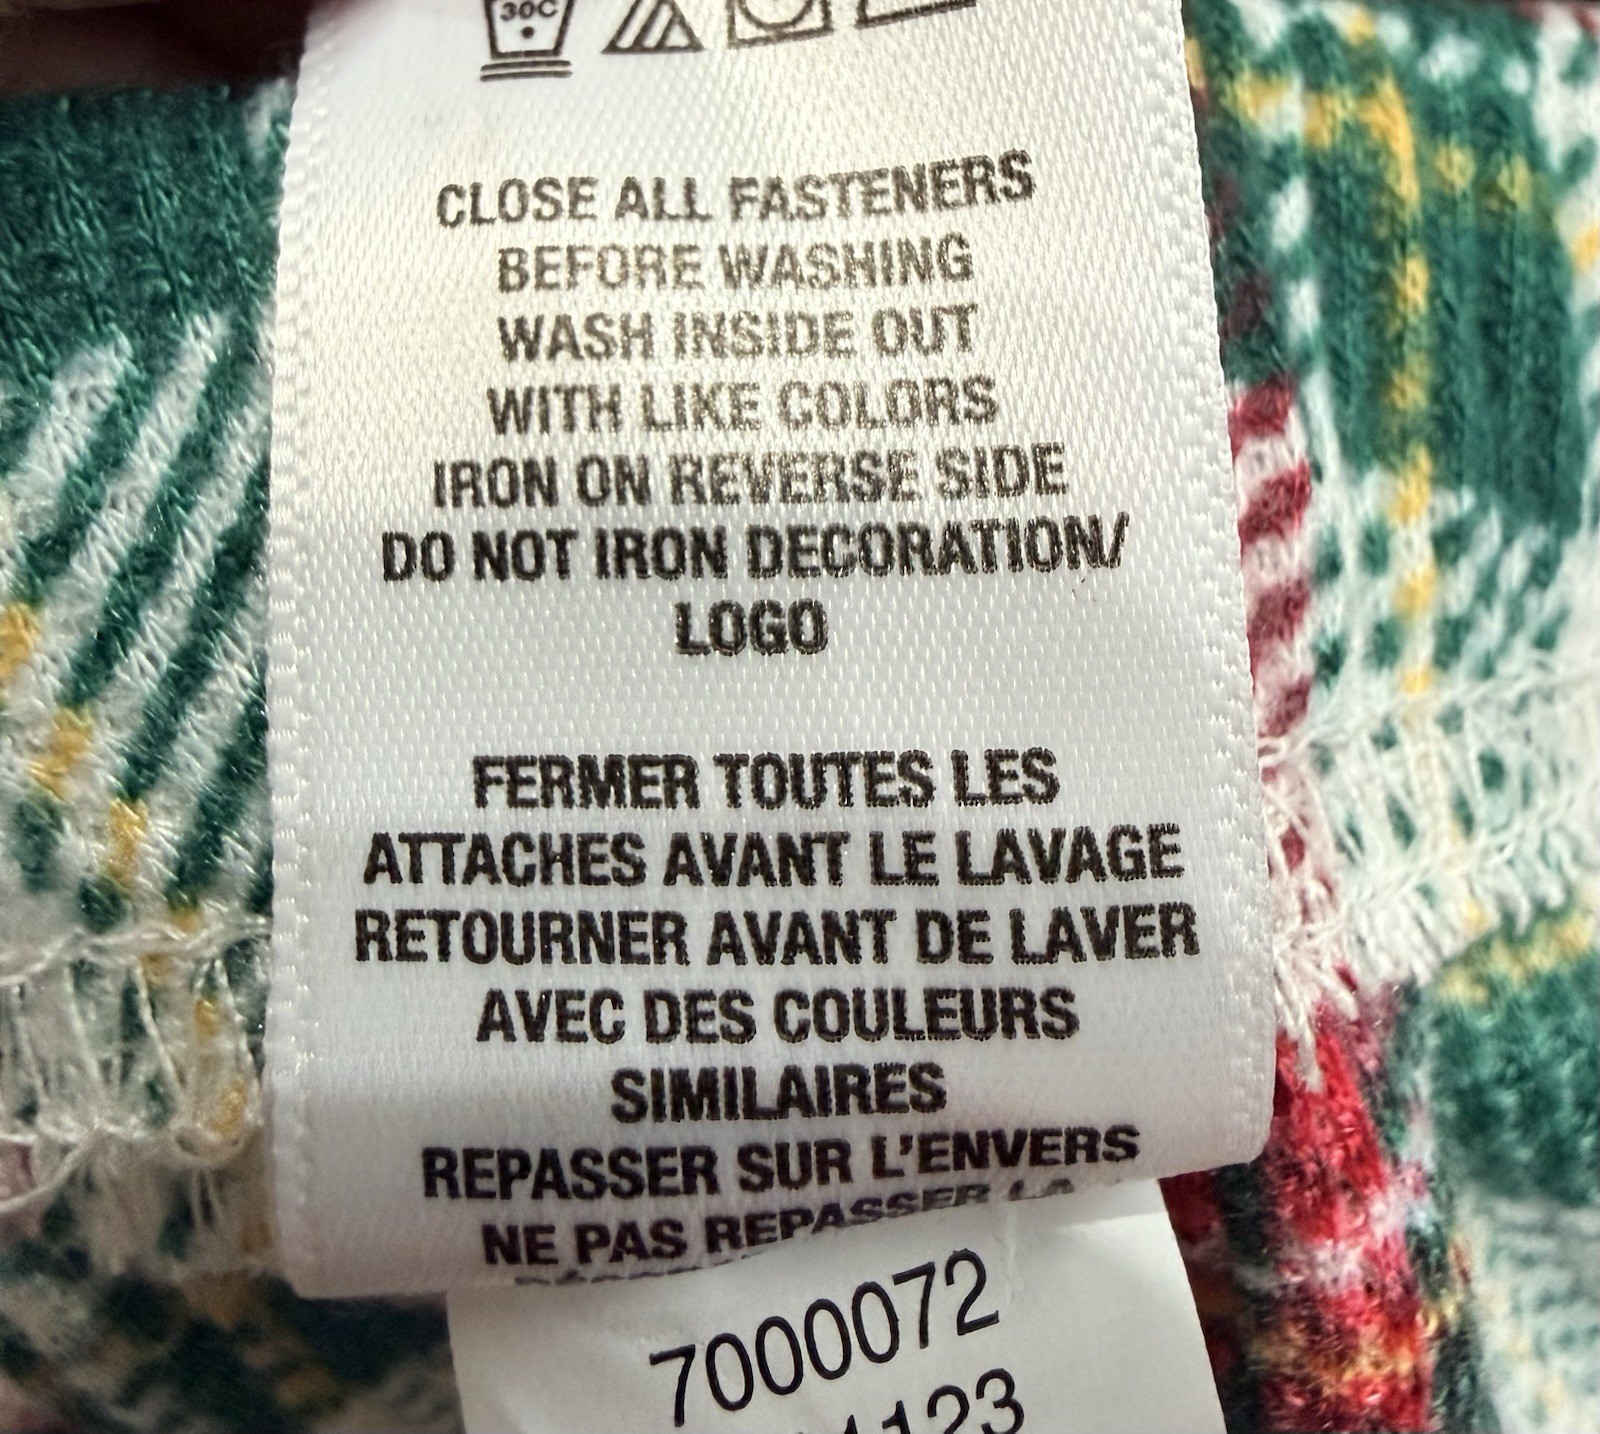 30C
CLOSE ALL FASTENERS
BEFORE WASHING
WASH INSIDE OUT
WITH LIKE COLORS
IRON ON REVERSE SIDE
DO NOT IRON DECORATION/
LOGO
FERMER TOUTES LES
ATTACHES AVANT LE LAVAGE
RETOURNER AVANT DE LAVER
AVEC DES COULEURS
SIMILAIRES
REPASSER SUR L'ENVERS
NE PAS REPASSER LA
7000072